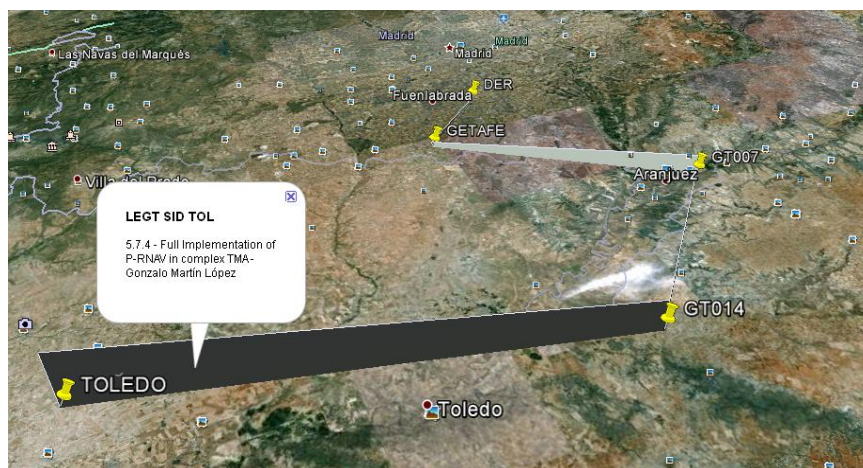 Madrid
Madrid
Madrid
Las Navas del Marqués
DER
Fuenlabrada
GETAFE
GT007
Aranjuez
Villa del Prado
LEGT SID TOL
5.7.4 - Full Implementation of
P-RNAV in complex TMA-
Gonzalo Martín López
GT014
TOLEDO
Toledo